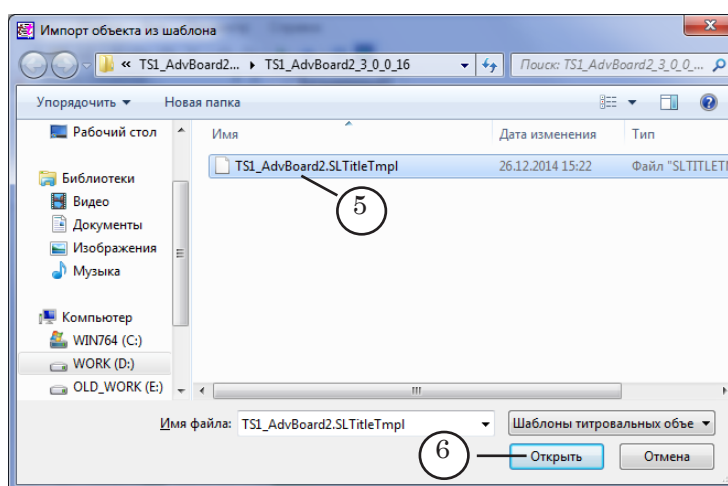 Импорт объекта из шаблона
« TS1_AdvBoard2... ▸ TS1_AdvBoard2_3_0_0_16
Поиск: TS1_AdvBoard2_3_0_0_...
Упорядочить ▼ Новая папка
Рабочий стол
Имя Дата изменения Тип
TS1_AdvBoard2.SLTitleTmpl 26.12.2014 15:22 Файл "SLTITLET
5
Библиотеки
Видео
Документы
Изображения
Музыка
Компьютер
WIN764 (C:)
WORK (D:)
OLD_WORK (E:)
Имя файла: TS1_AdvBoard2.SLTitleTmpl Шаблоны титровальных объе
6
Открыть Отмена